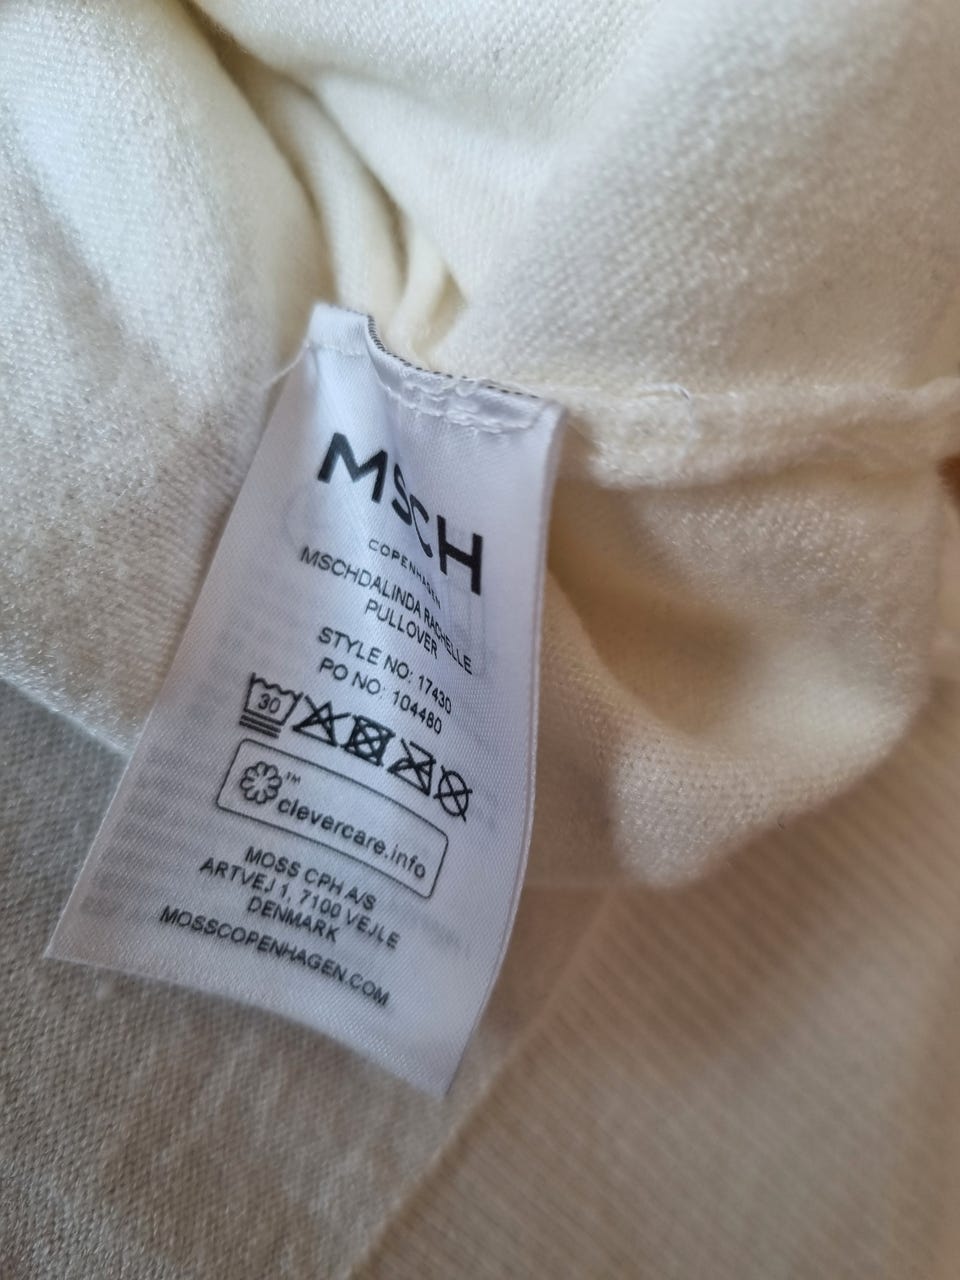 MSCH
COPENHAGEN
MSCHDALINDA RACHELLE
PULLOVER
STYLE NO: 17430
PO NO: 104480
30
™
clevercare.info
MOSS CPH A/S
ARTVEJ 1, 7100 VEJLE
DENMARK
MOSSCOPENHAGEN.COM